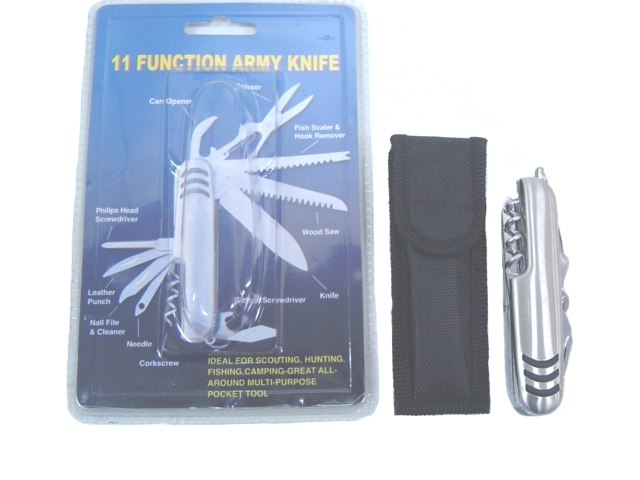 11 FUNCTION ARMY KNIFE
Scissor
Can Opener
Fish Scaler &
Hook Remover
Philips Head
Screwdriver
Wood Saw
Leather
Punch
Knife
Slotted Screwdriver
Nail File
& Cleaner
Needle
Corkscrew
IDEAL FOR SCOUTING, HUNTING,
FISHING,CAMPING-GREAT ALL-
AROUND MULTI-PURPOSE
POCKET TOOL